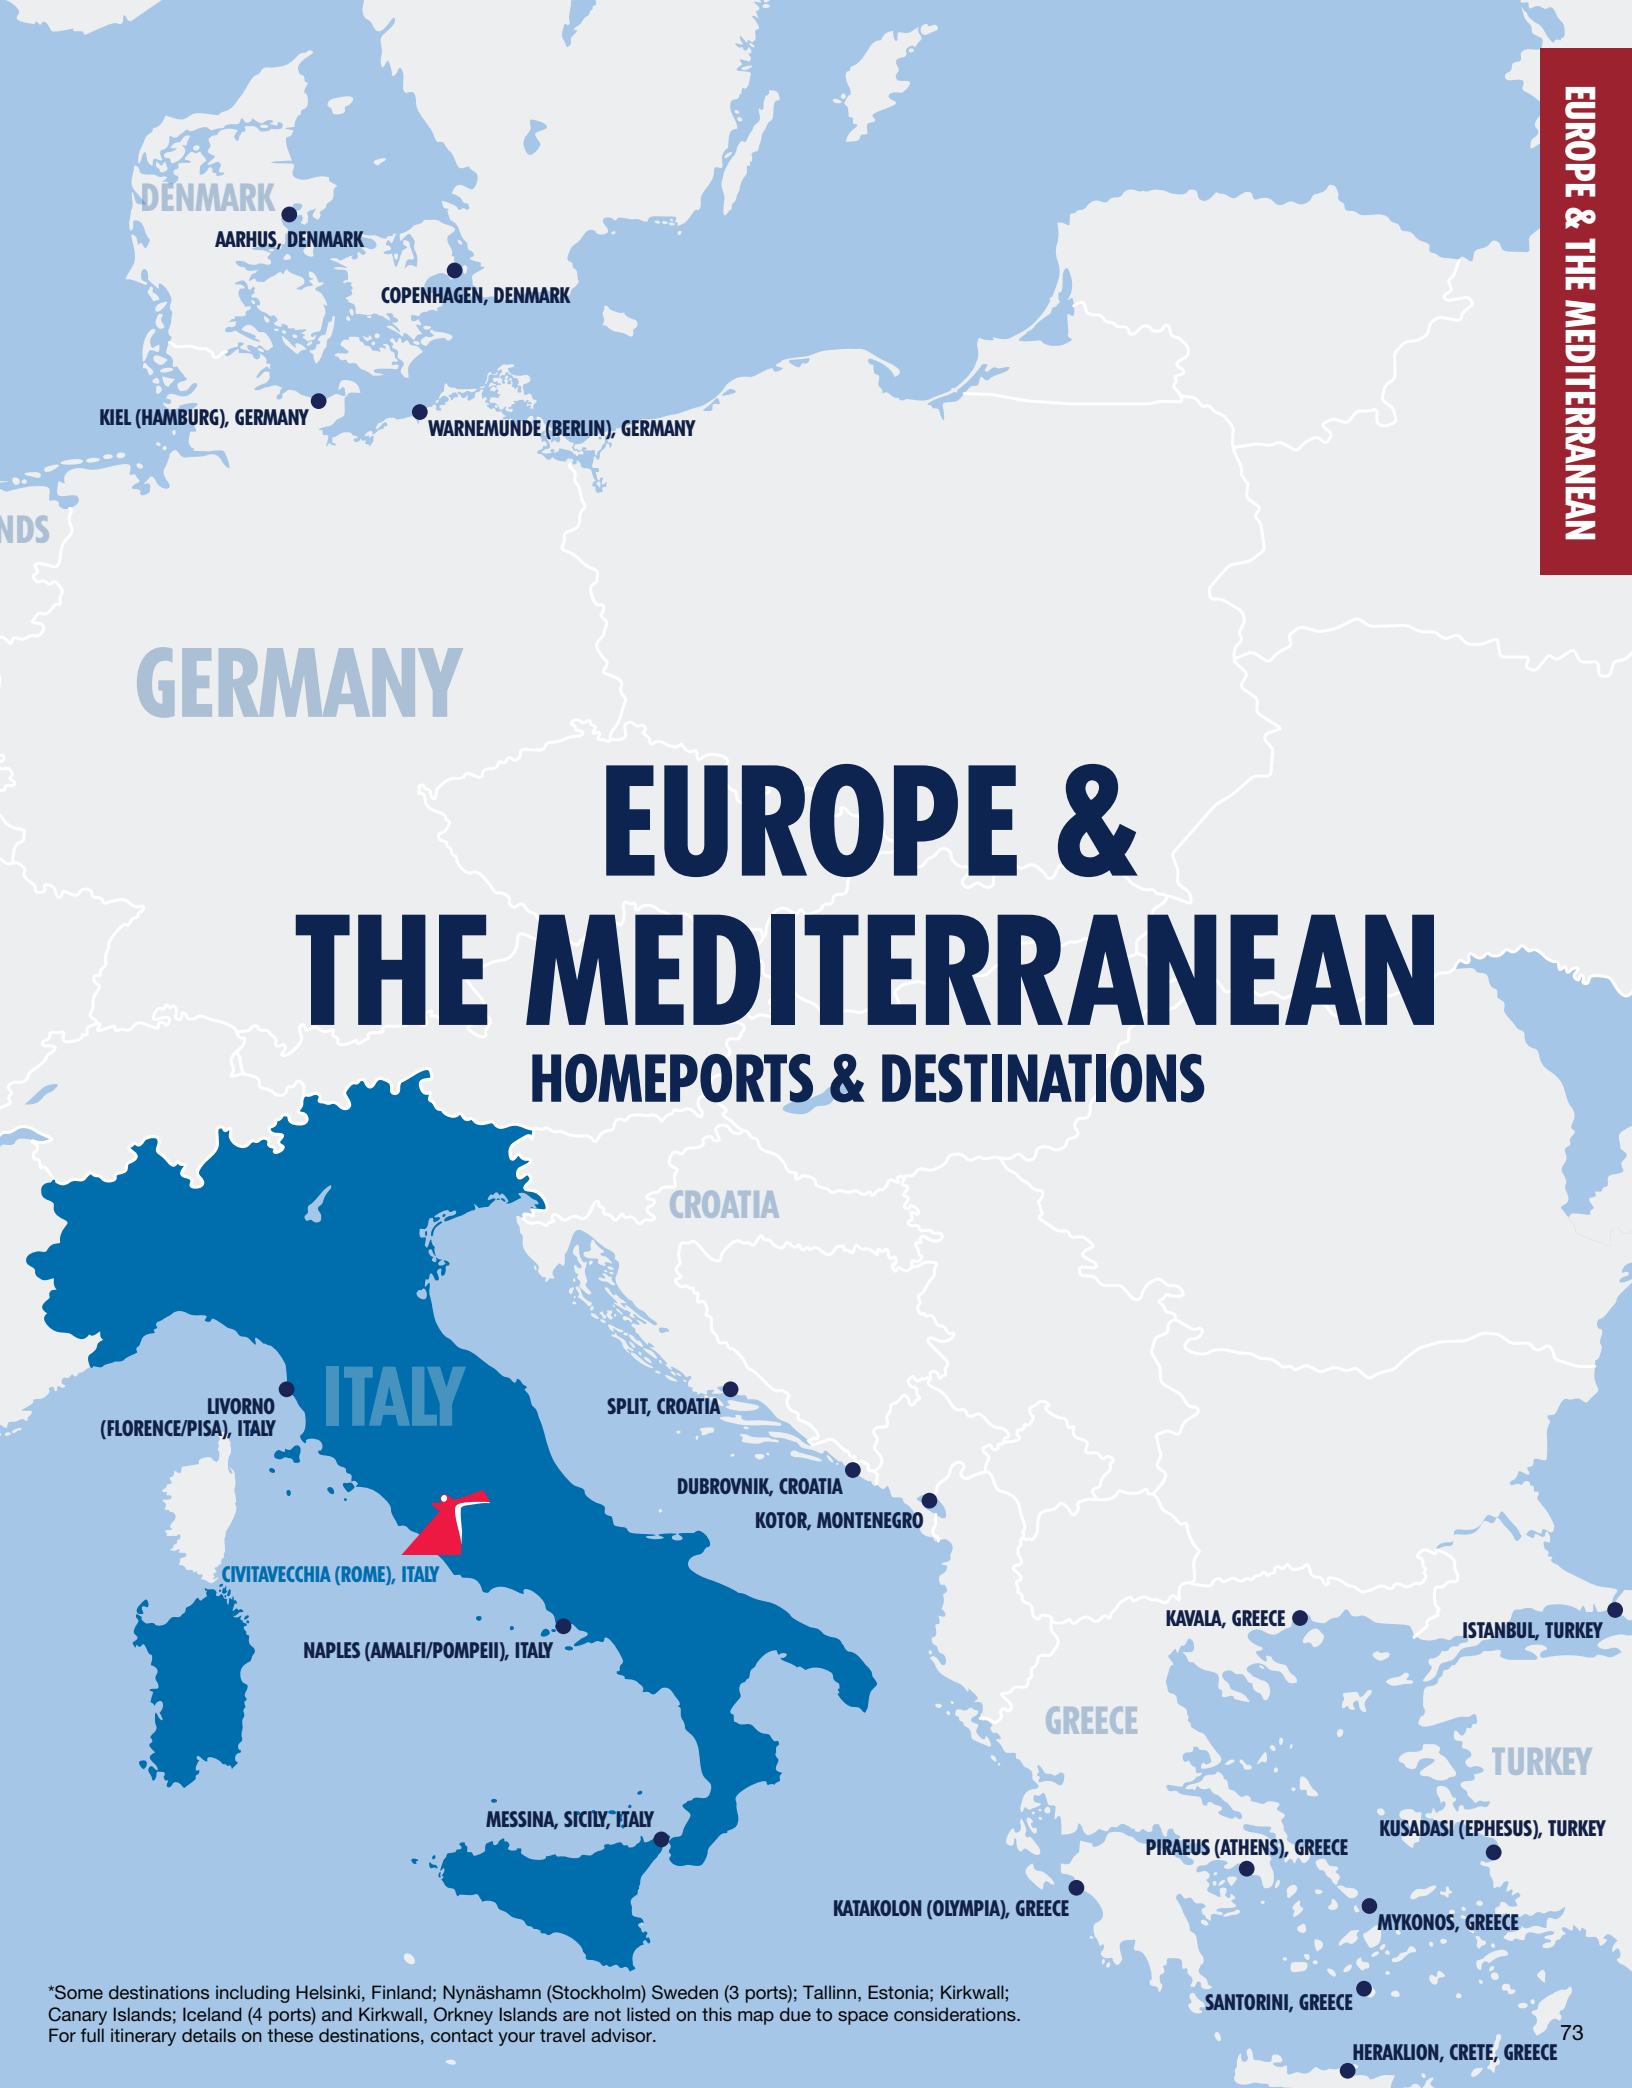 EUROPE & THE MEDITERRANEAN
DENMARK
AARHUS, DENMARK
COPENHAGEN, DENMARK
KIEL (HAMBURG), GERMANY
WARNEMUNDE (BERLIN), GERMANY
NDS
GERMANY
EUROPE &
THE MEDITERRANEAN
HOMEPORTS & DESTINATIONS
CROATIA
ITALY
LIVORNO
(FLORENCE/PISA), ITALY
SPLIT, CROATIA
DUBROVNIK, CROATIA
KOTOR, MONTENEGRO
CIVITAVECCHIA (ROME), ITALY
NAPLES (AMALFI/POMPEII), ITALY
KAVALA, GREECE
ISTANBUL, TURKEY
GREECE
TURKEY
MESSINA, SICILY, ITALY
KUSADASI (EPHESUS), TURKEY
PIRAEUS (ATHENS), GREECE
KATAKOLON (OLYMPIA), GREECE
MYKONOS, GREECE
SANTORINI, GREECE
HERAKLION, CRETE, GREECE
*Some destinations including Helsinki, Finland; Nynäshamn (Stockholm) Sweden (3 ports); Tallinn, Estonia; Kirkwall;
Canary Islands; Iceland (4 ports) and Kirkwall, Orkney Islands are not listed on this map due to space considerations.
For full itinerary details on these destinations, contact your travel advisor.
73